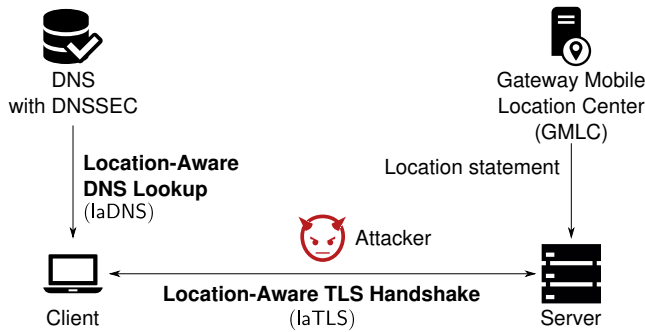 DNS
with DNSSEC
Gateway Mobile
Location Center
(GMLC)
Location-Aware
DNS Lookup
(laDNS)
Location statement
Attacker
Location-Aware TLS Handshake
(laTLS)
Client
Server